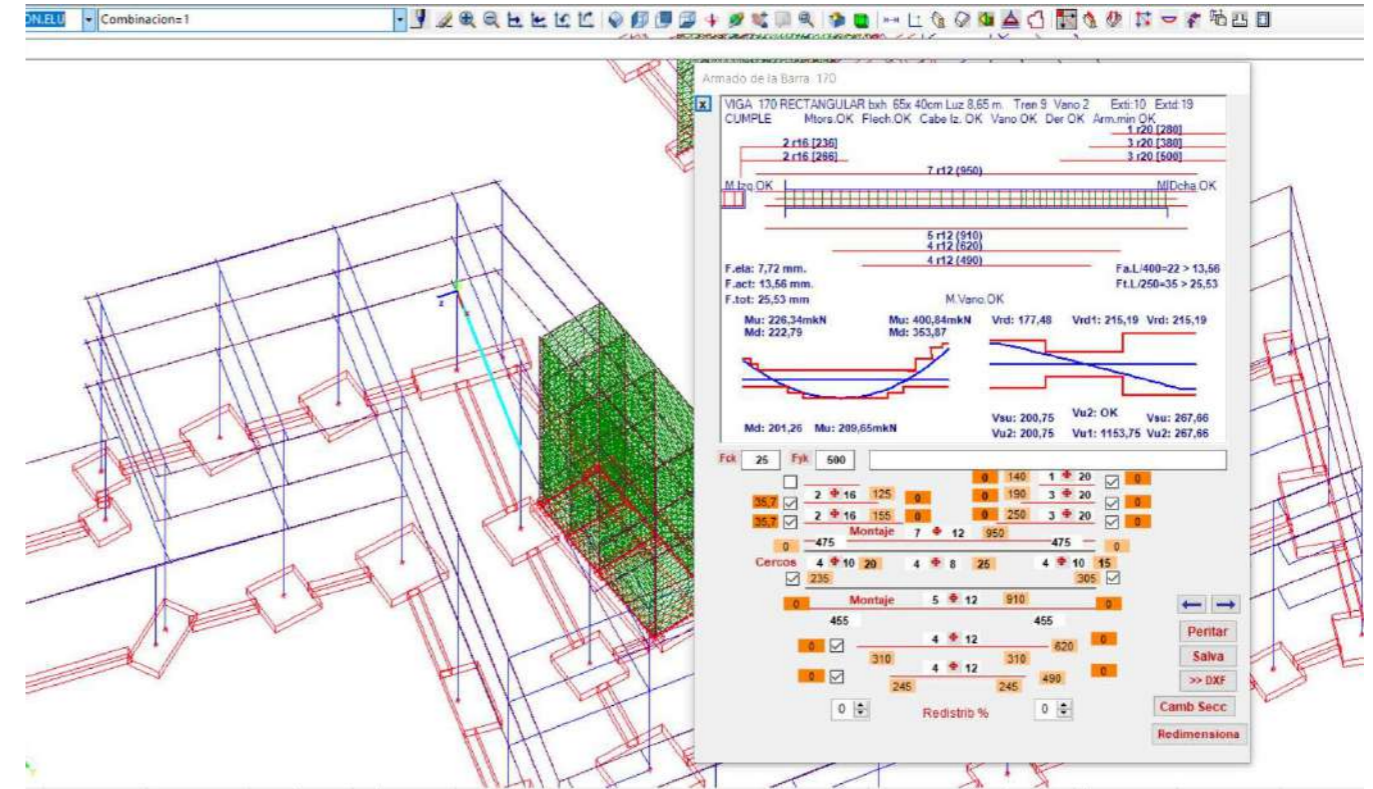 ON.ELU Combinacion=1
Armado de la Barra: 170
x
VIGA 170 RECTANGULAR bxh 65x 40cm Luz 8,65 m. Tren 9 Vano 2 Exti:10 Extd:19
CUMPLE Mtors.OK Flech.OK Cabe Iz. OK Vano OK Der OK Arm.min OK
1 r20 [280]
2 r16 [236] 3 r20 [380]
2 r16 [266] 3 r20 [500]
7 r12 (950)
M.Izq.OK M.Dcha.OK
5 r12 (910)
4 r12 (620)
4 r12 (490)
F.ela: 7,72 mm. Fa.L/400=22 > 13,56
F.act: 13,56 mm. Ft.L/250=35 > 25,53
F.tot: 25,53 mm M.Vano.OK
Mu: 226,34mkN Mu: 400,84mkN Vrd: 177,48 Vrd1: 215,19 Vrd: 215,19
Md: 222,79 Md: 353,87
Vsu: 200,75 Vu2: OK Vsu: 267,66
Md: 201,26 Mu: 209,65mkN Vu2: 200,75 Vu1: 1153,75 Vu2: 267,66
Fck 25 Fyk 500
0 140 1 20 0
35,7 2 16 125 0 0 190 3 20 0
35,7 2 16 155 0 0 250 3 20 0
Montaje 7 12 950
0 475 475 0
Cercos 4 10 20 4 8 25 4 10 15
235 305
0 Montaje 5 12 910 0
455 455
0 4 12 620 0
310 310
0 4 12 490 0
245 245
0 Redistrib % 0
Peritar
Salva
>> DXF
Camb Secc
Redimensiona
z
x